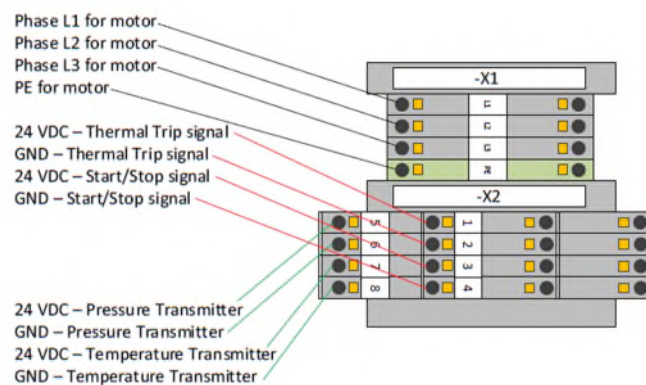 Phase L1 for motor
Phase L2 for motor
Phase L3 for motor
PE for motor
24 VDC – Thermal Trip signal
GND – Thermal Trip signal
24 VDC – Start/Stop signal
GND – Start/Stop signal
24 VDC – Pressure Transmitter
GND – Pressure Transmitter
24 VDC – Temperature Transmitter
GND – Temperature Transmitter
-X1
L1
L2
L3
PE
-X2
5 1
6 2
7 3
8 4